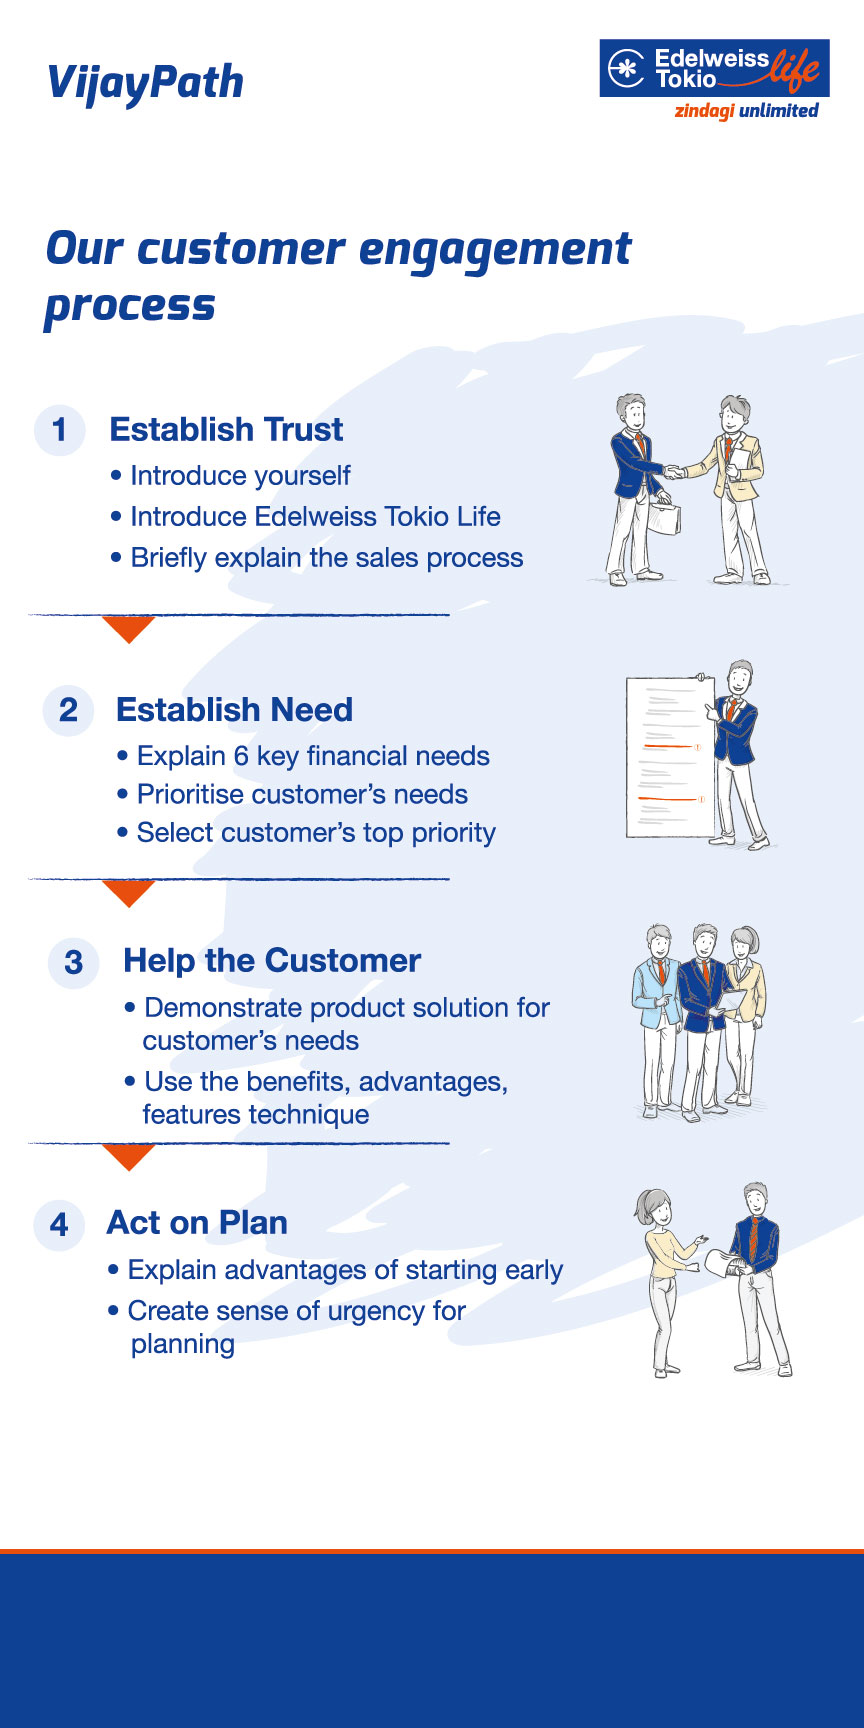 VijayPath
Edelweiss
Tokio life
zindagi unlimited
Our customer engagement
process
1 Establish Trust
• Introduce yourself
• Introduce Edelweiss Tokio Life
• Briefly explain the sales process
2 Establish Need
• Explain 6 key financial needs
• Prioritise customer’s needs
• Select customer’s top priority
3 Help the Customer
• Demonstrate product solution for
customer’s needs
• Use the benefits, advantages,
features technique
4 Act on Plan
• Explain advantages of starting early
• Create sense of urgency for
planning